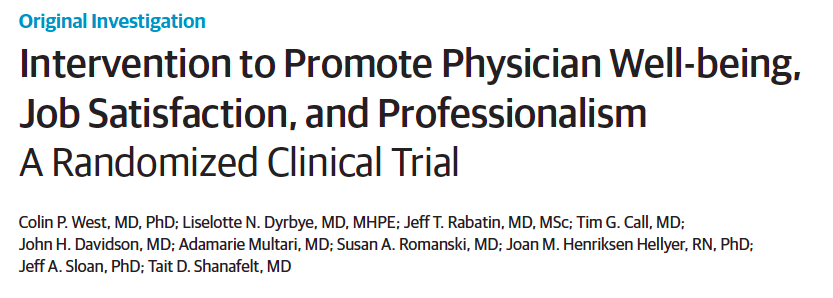 Original Investigation
Intervention to Promote Physician Well-being,
Job Satisfaction, and Professionalism
A Randomized Clinical Trial
Colin P. West, MD, PhD; Liselotte N. Dyrbye, MD, MHPE; Jeff T. Rabatin, MD, MSc; Tim G. Call, MD;
John H. Davidson, MD; Adamarie Multari, MD; Susan A. Romanski, MD; Joan M. Henriksen Hellyer, RN, PhD;
Jeff A. Sloan, PhD; Tait D. Shanafelt, MD